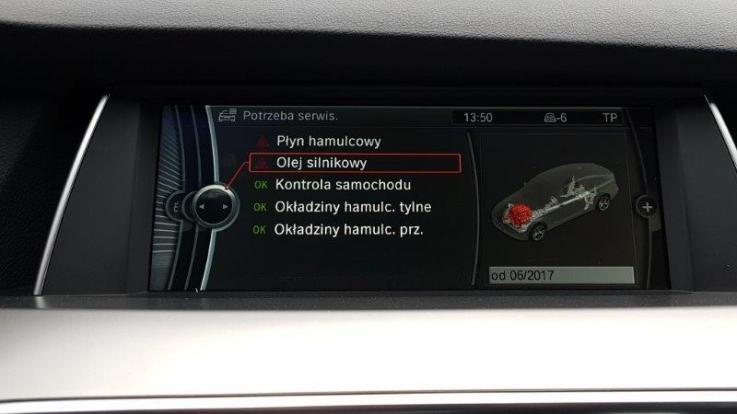 Potrzeba serwis. 13:50 -6 TP
Płyn hamulcowy
Olej silnikowy
OK Kontrola samochodu
OK Okładziny hamulc. tylne
OK Okładziny hamulc. prz.
+
od 06/2017